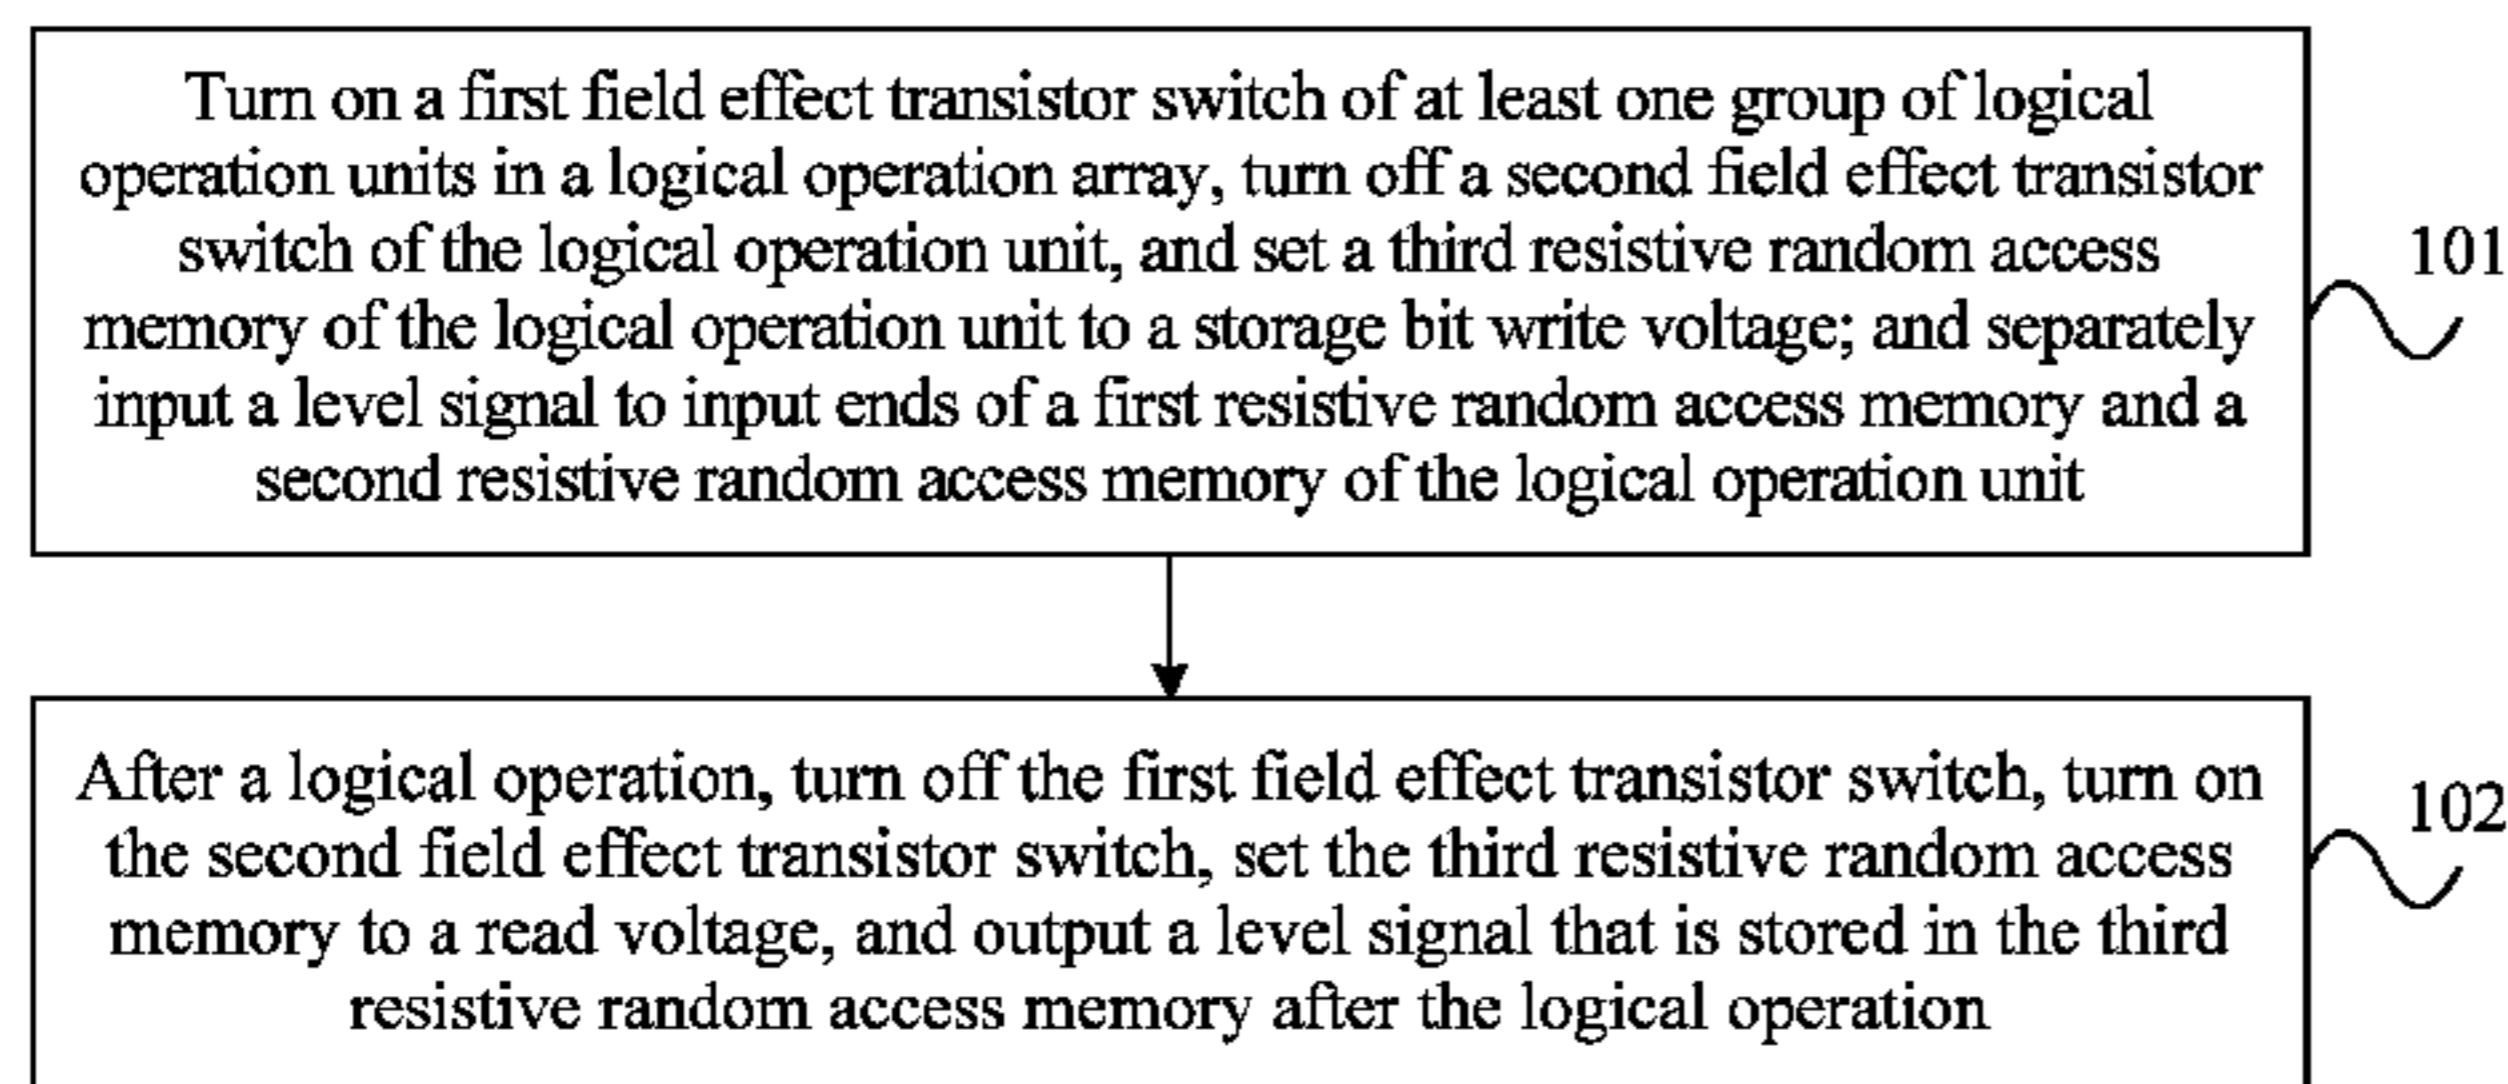 Turn on a first field effect transistor switch of at least one group of logical
operation units in a logical operation array, turn off a second field effect transistor
switch of the logical operation unit, and set a third resistive random access
memory of the logical operation unit to a storage bit write voltage; and separately
input a level signal to input ends of a first resistive random access memory and a
second resistive random access memory of the logical operation unit
101
After a logical operation, turn off the first field effect transistor switch, turn on
the second field effect transistor switch, set the third resistive random access
memory to a read voltage, and output a level signal that is stored in the third
resistive random access memory after the logical operation
102